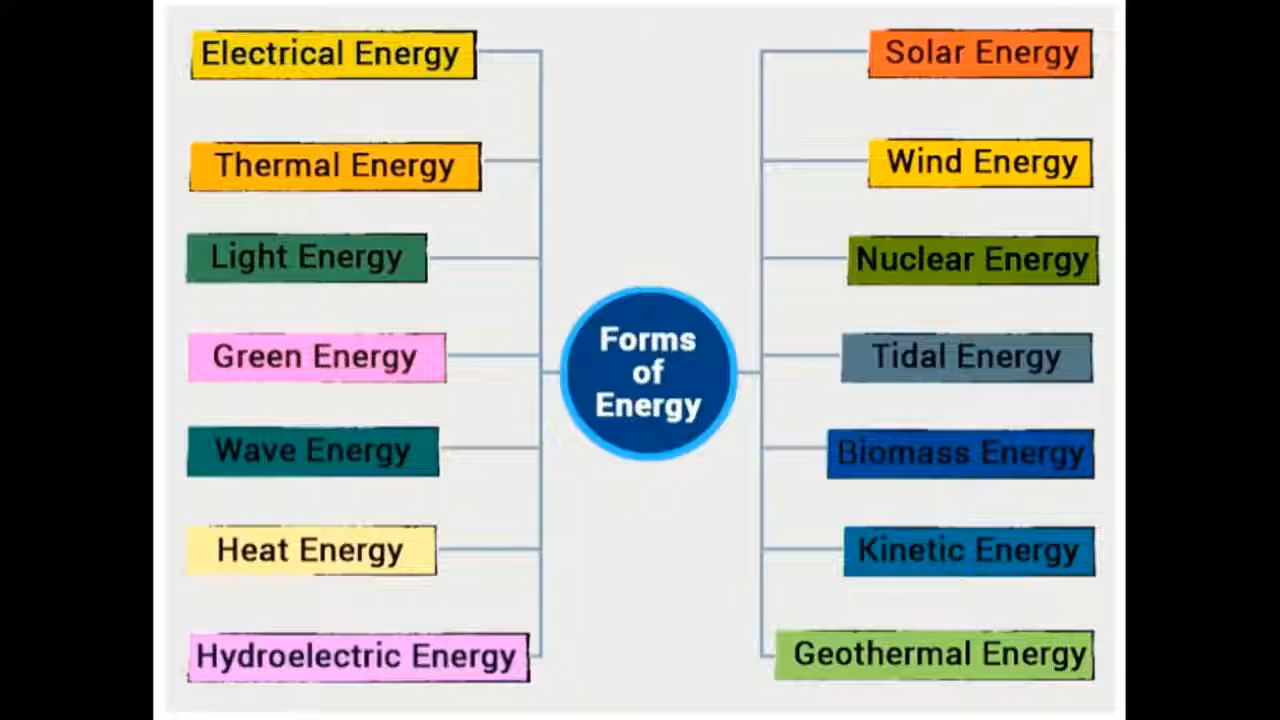 Electrical Energy
Thermal Energy
Light Energy
Green Energy
Wave Energy
Heat Energy
Hydroelectric Energy
Forms
of
Energy
Solar Energy
Wind Energy
Nuclear Energy
Tidal Energy
Biomass Energy
Kinetic Energy
Geothermal Energy